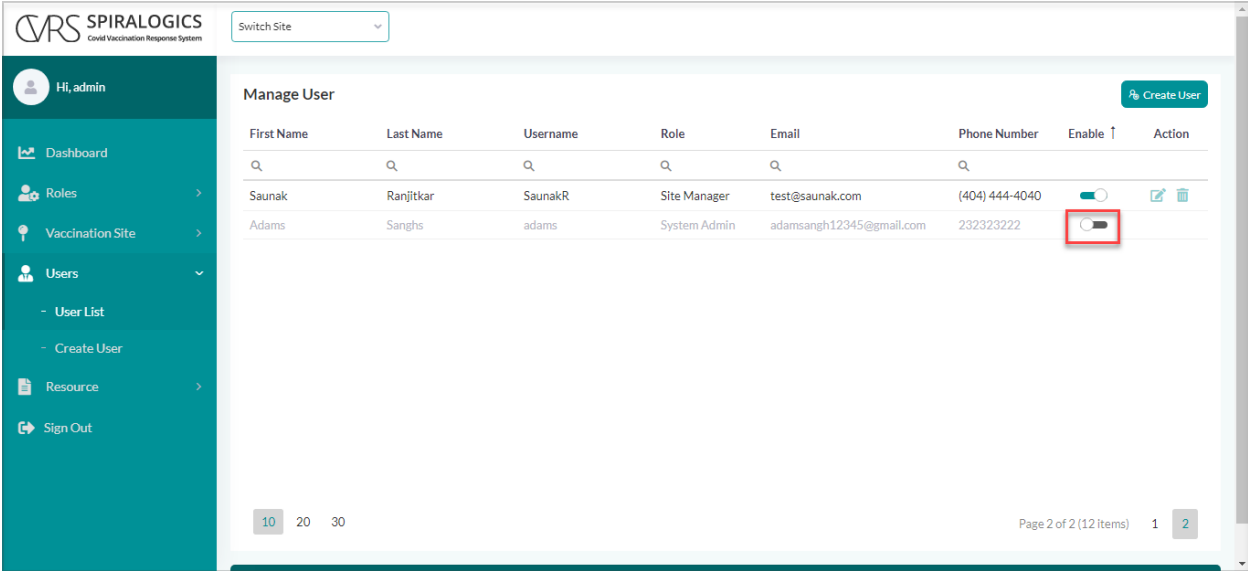 CVRS SPIRALOGICS
Covid Vaccination Response System
Switch Site
Hi, admin
Dashboard
Roles
Vaccination Site
Users
- User List
- Create User
Resource
Sign Out
Manage User
Create User
First Name Last Name Username Role Email Phone Number Enable ↑ Action
Saunak Ranjitkar SaunakR Site Manager test@saunak.com (404) 444-4040
Adams Sanghs adams System Admin adamsangh12345@gmail.com 232323222
10 20 30
Page 2 of 2 (12 items) 1 2